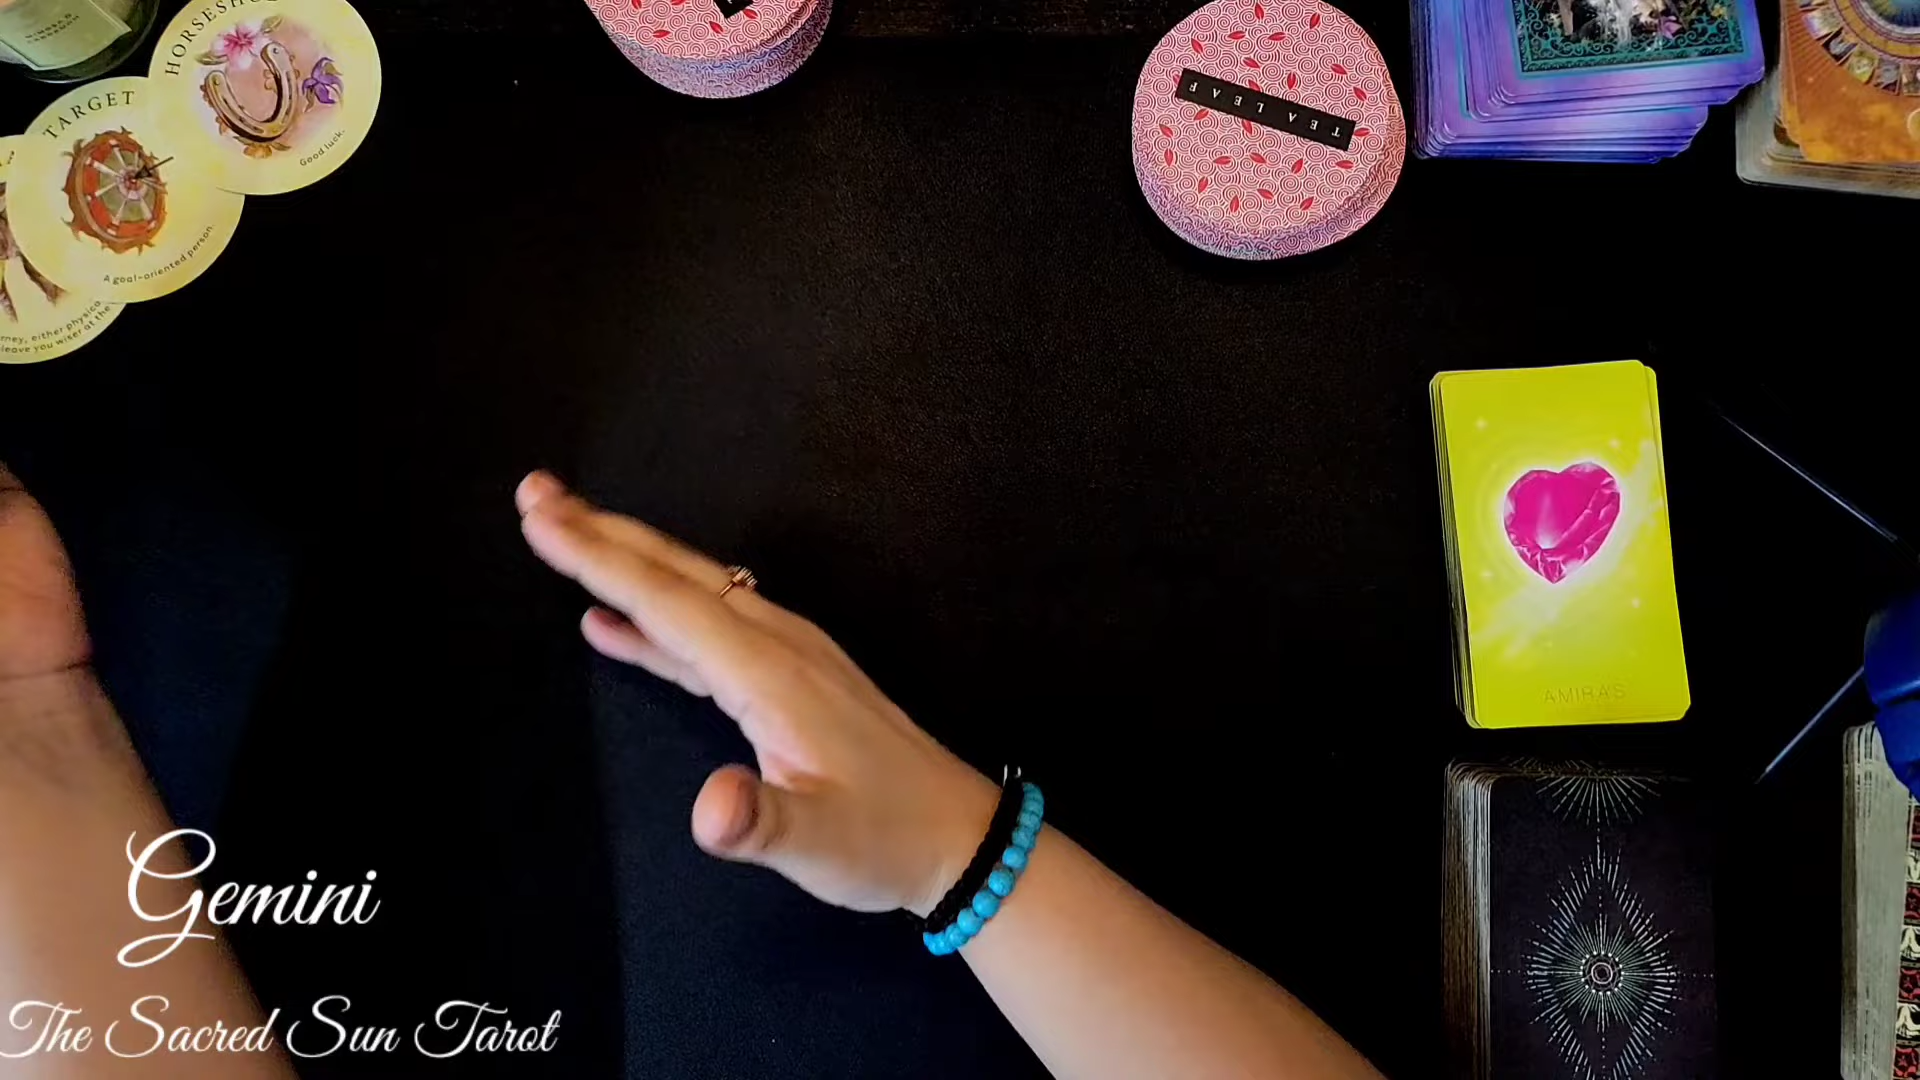 HORSESHO
Good luck.
TARGET
A goal-oriented person.
rney, either physica
leave you wiser at the
TEA LEAF
AMIRA'S
Gemini
The Sacred Sun Tarot